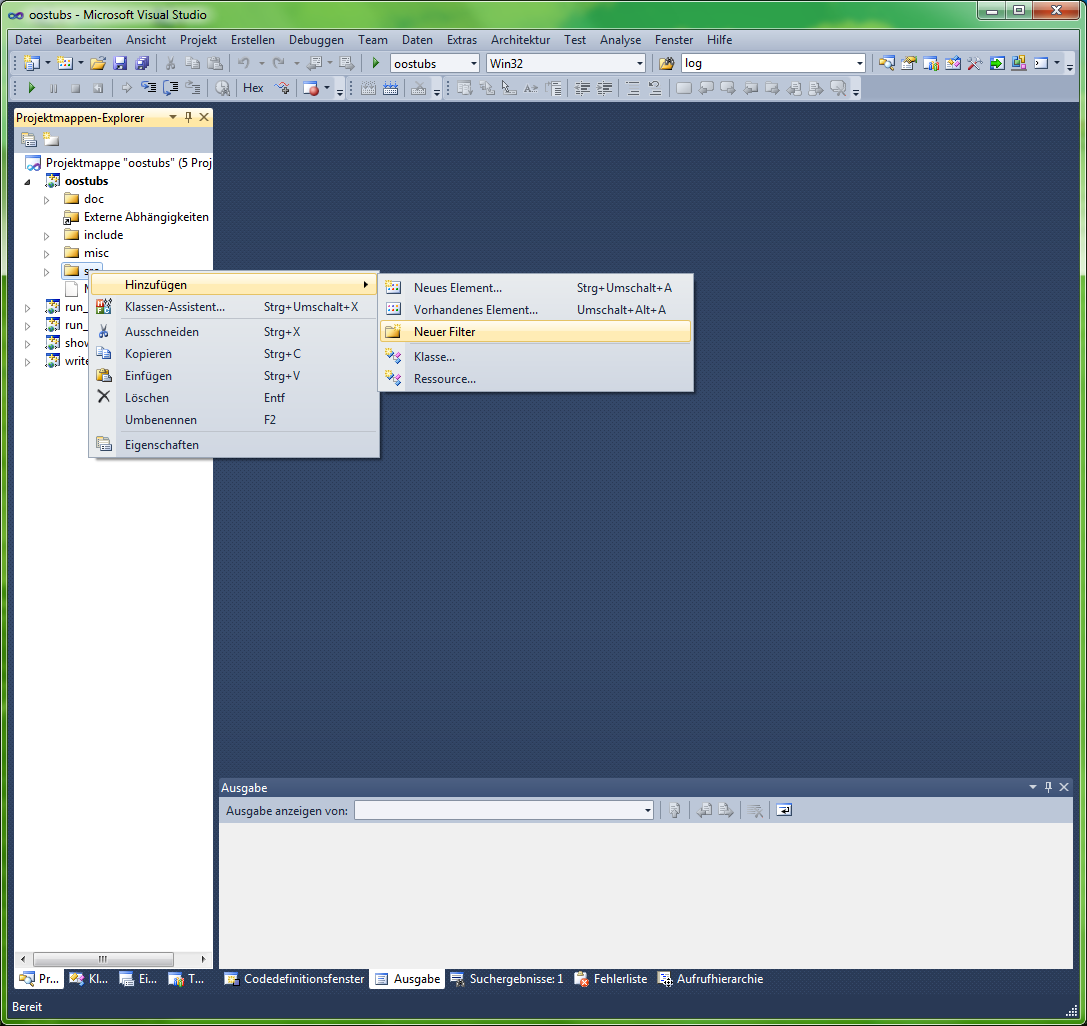 oostubs - Microsoft Visual Studio
Datei Bearbeiten Ansicht Projekt Erstellen Debuggen Team Daten Extras Architektur Test Analyse Fenster Hilfe
oostubs Win32 log
Hex
Projektmappen-Explorer
Projektmappe "oostubs" (5 Proj
oostubs
doc
Externe Abhängigkeiten
include
misc
run_
run_
show
write
Hinzufügen
Klassen-Assistent... Strg+Umschalt+X
Ausschneiden Strg+X
Kopieren Strg+C
Einfügen Strg+V
Löschen Entf
Umbenennen F2
Eigenschaften
Neues Element... Strg+Umschalt+A
Vorhandenes Element... Umschalt+Alt+A
Neuer Filter
Klasse...
Ressource...
Ausgabe
Ausgabe anzeigen von:
Pr... Kl... Ei... T... Codedefinitionsfenster Ausgabe Suchergebnisse: 1 Fehlerliste Aufrufhierarchie
Bereit